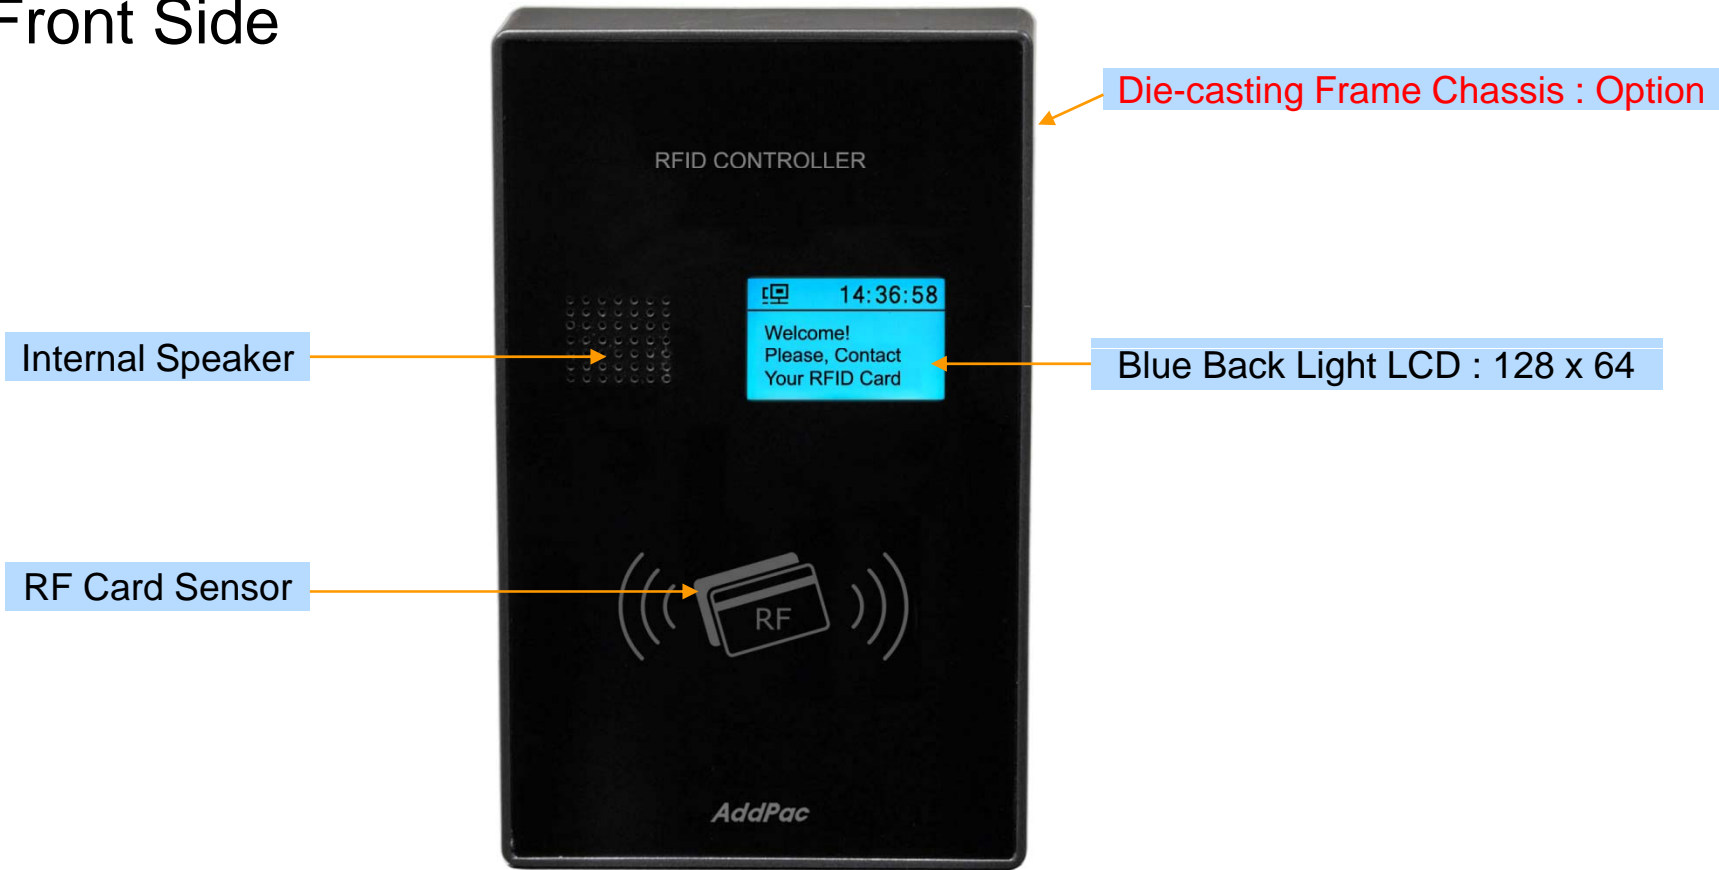 Front Side
Die-casting Frame Chassis : Option
RFID CONTROLLER
14:36:58
Welcome!
Please, Contact
Your RFID Card
Internal Speaker
Blue Back Light LCD : 128 x 64
RF Card Sensor
RF
AddPac